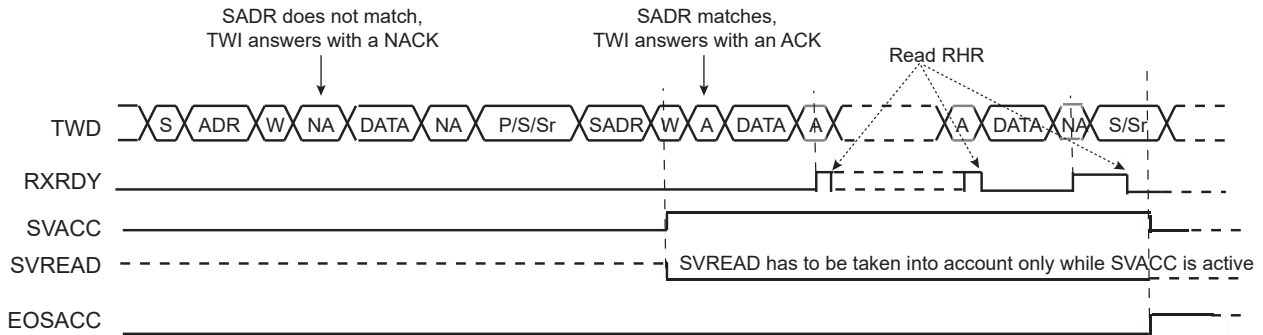 SADR does not match,
TWI answers with a NACK
SADR matches,
TWI answers with an ACK
Read RHR
TWD S ADR W NA DATA NA P/S/Sr SADR W A DATA A A DATA NA S/Sr
RXRDY
SVACC
SVREAD SVREAD has to be taken into account only while SVACC is active
EOSACC